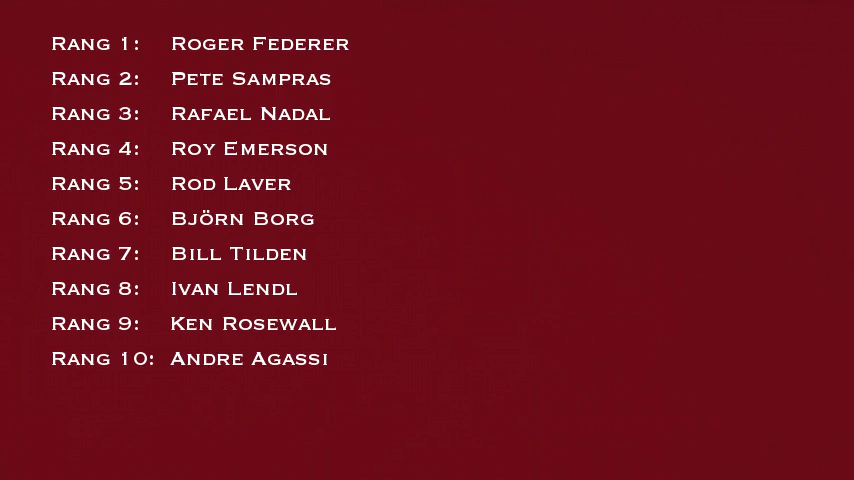 Rang 1: Roger Federer
Rang 2: Pete Sampras
Rang 3: Rafael Nadal
Rang 4: Roy Emerson
Rang 5: Rod Laver
Rang 6: Björn Borg
Rang 7: Bill Tilden
Rang 8: Ivan Lendl
Rang 9: Ken Rosewall
Rang 10: Andre Agassi